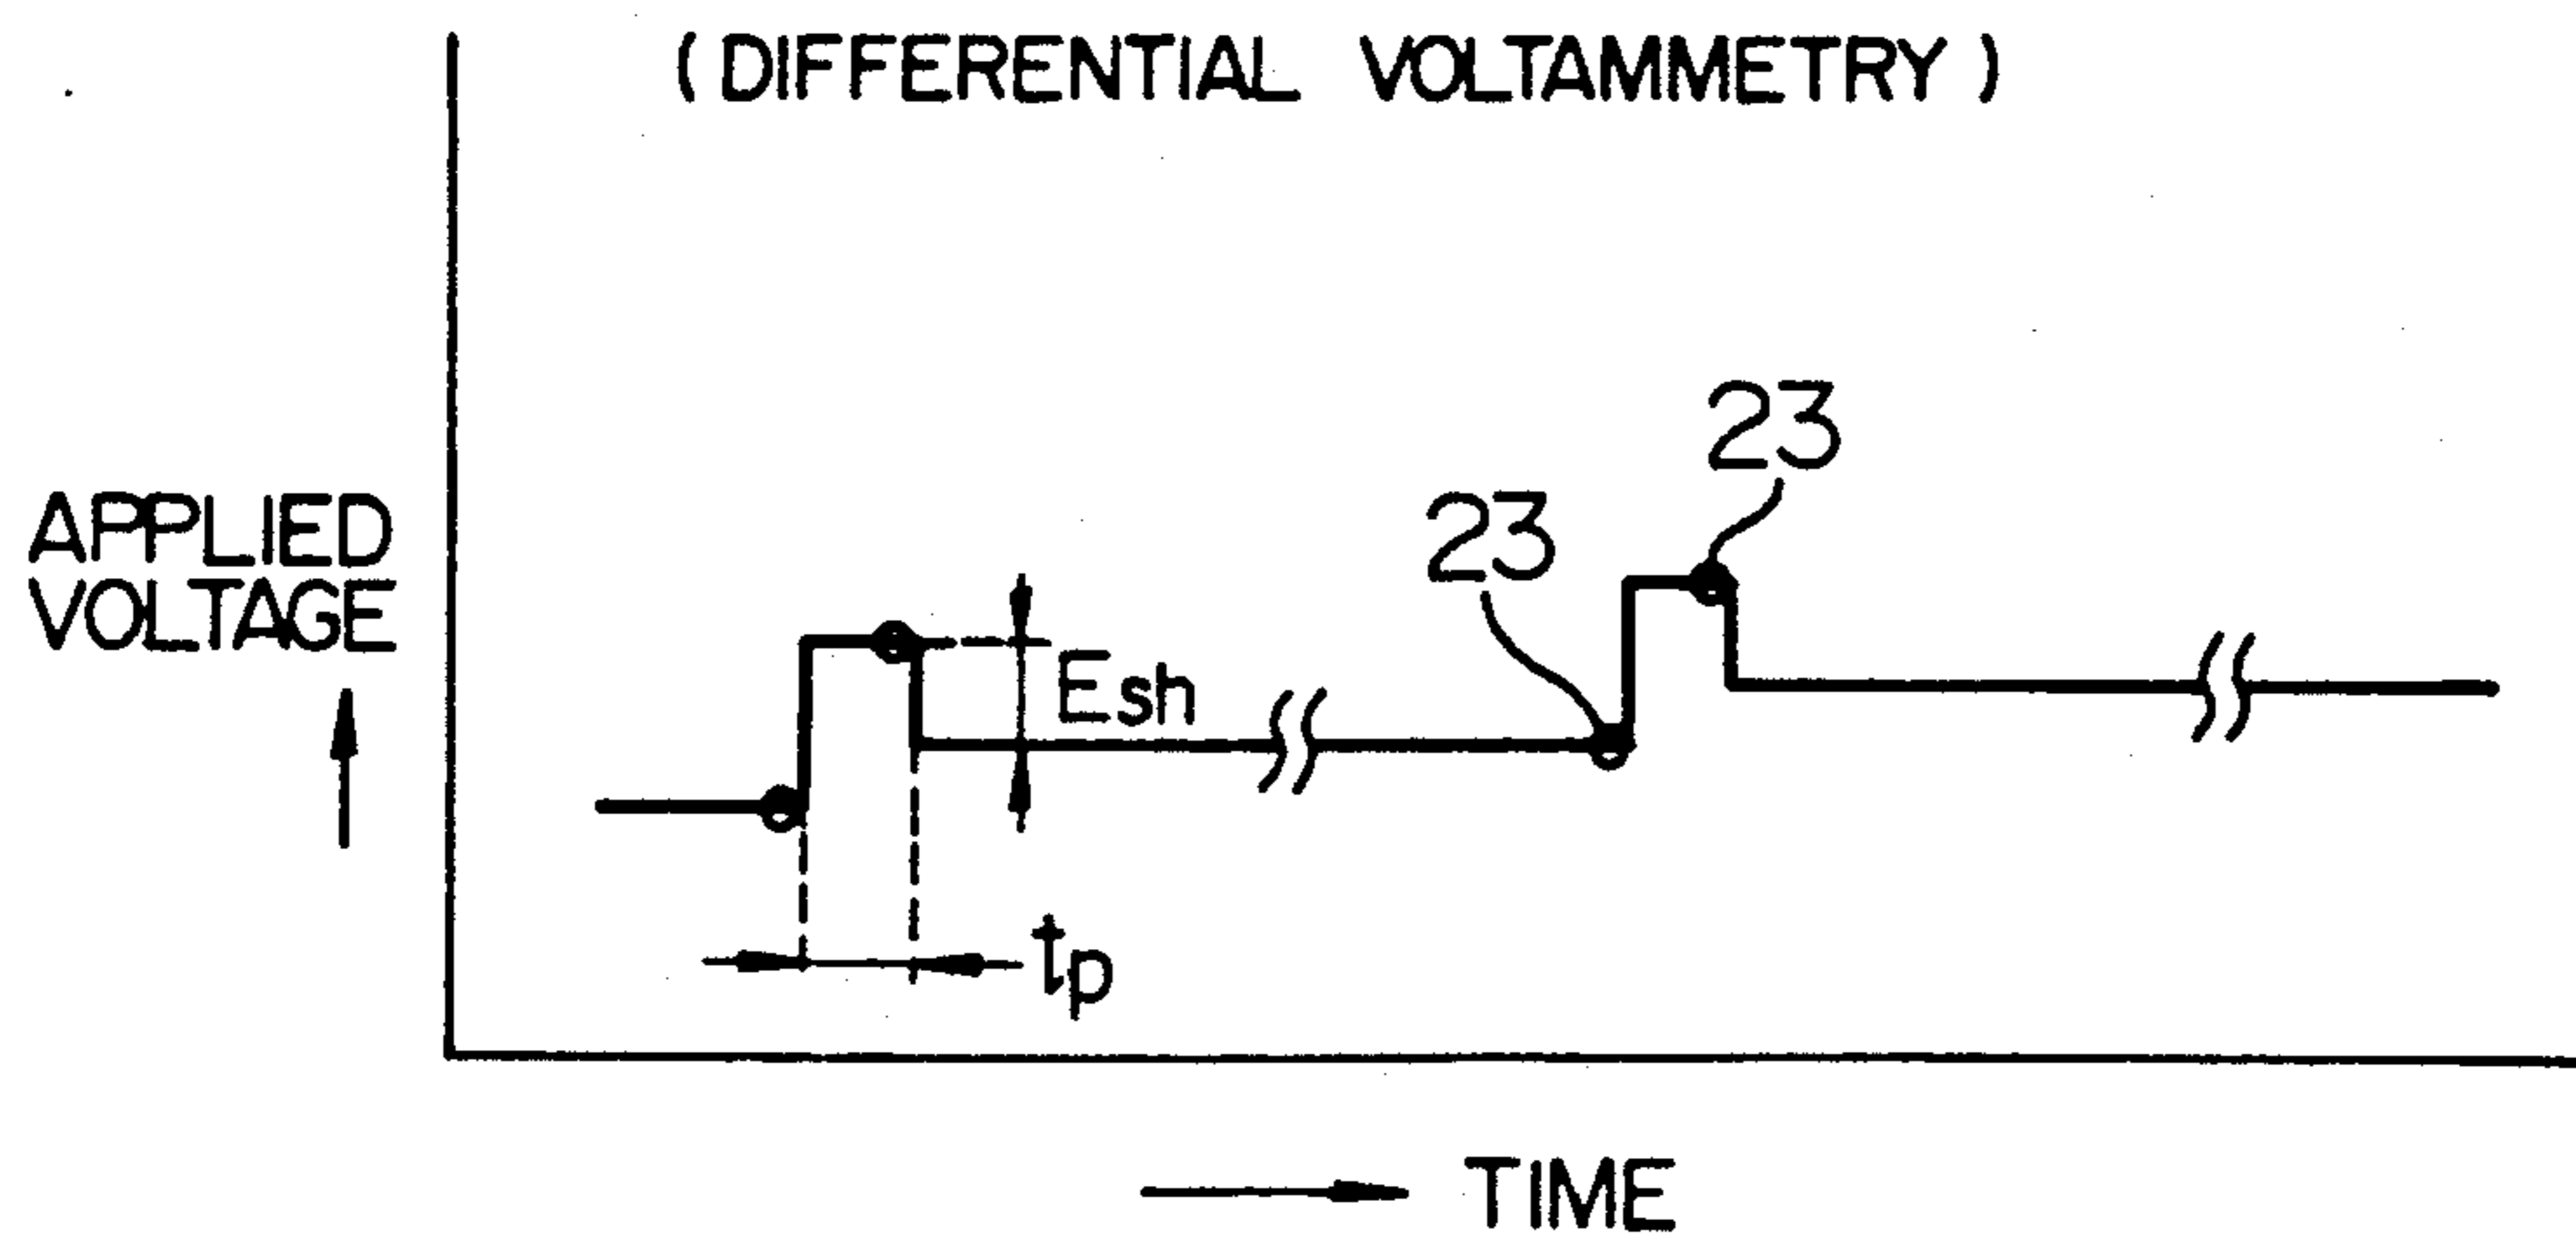 ( DIFFERENTIAL VOLTAMMETRY )
23
23
APPLIED
VOLTAGE
Esh
tp
TIME